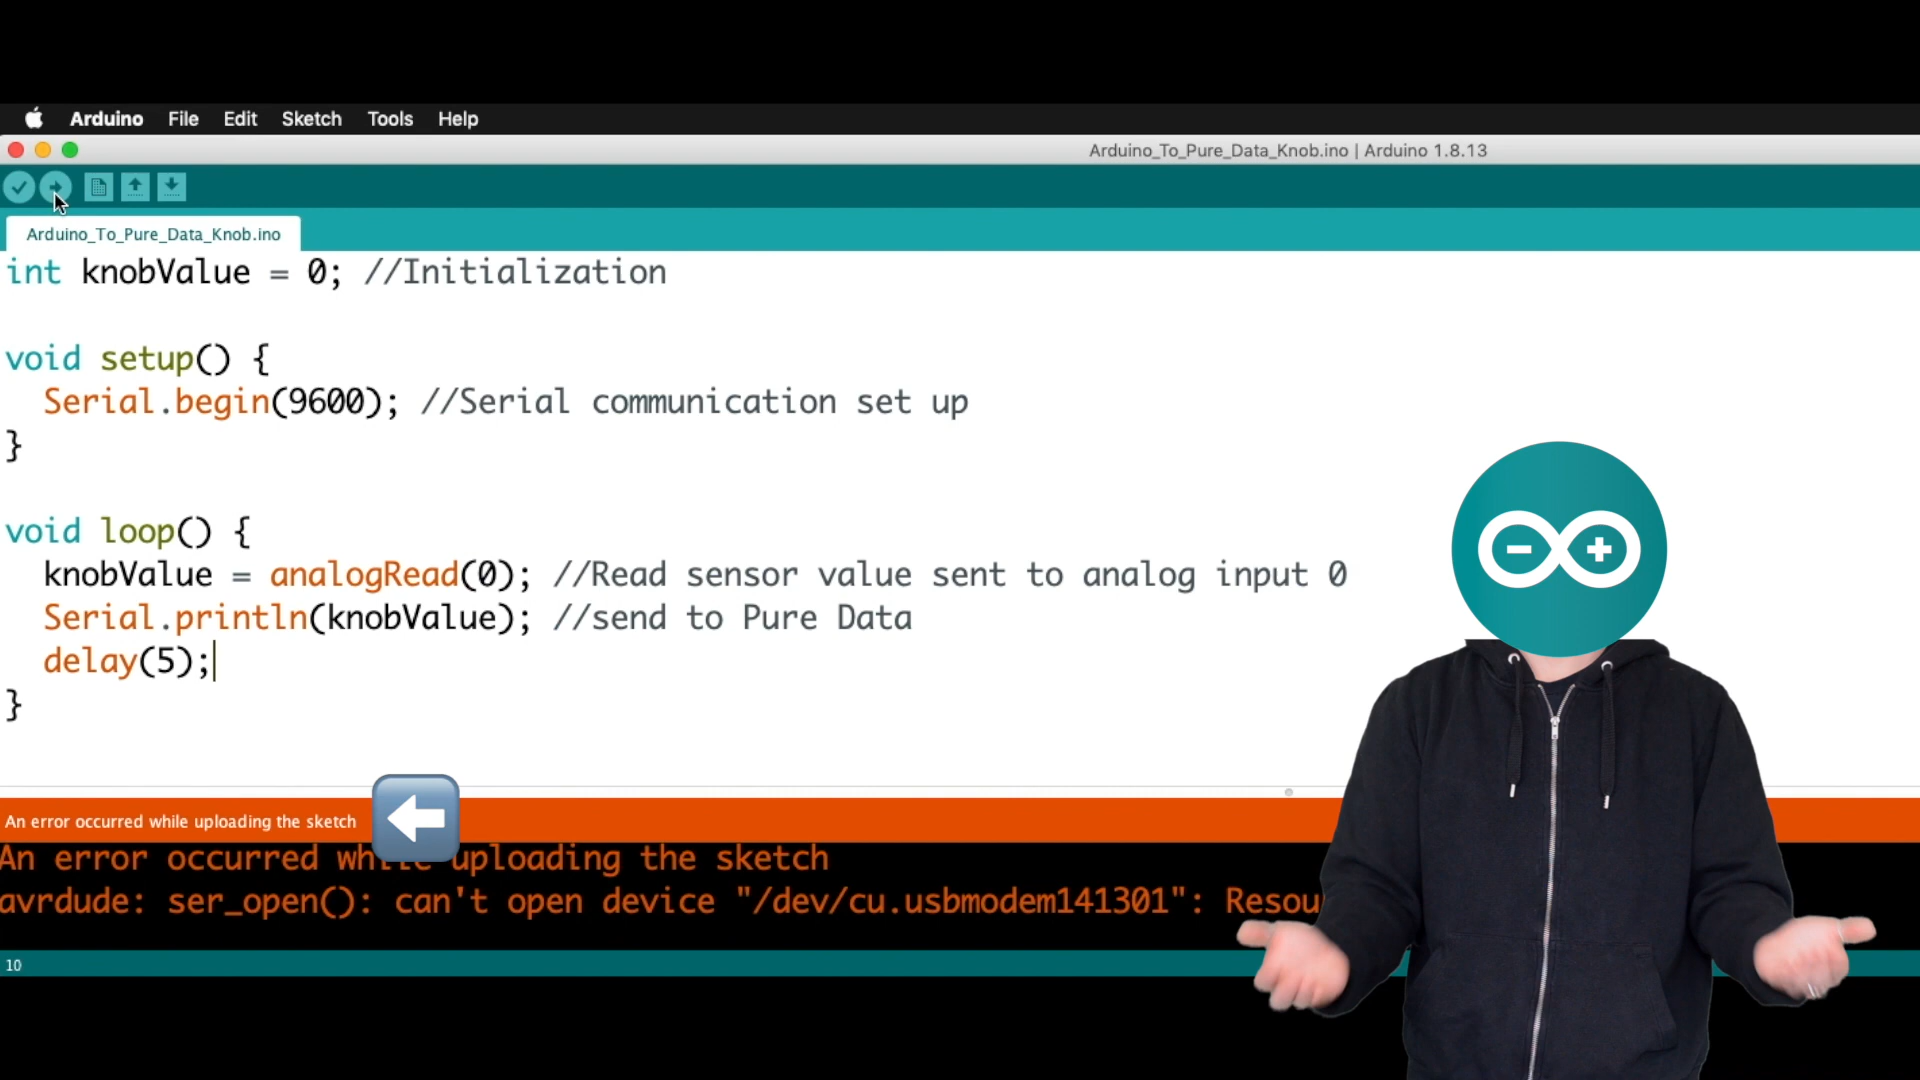 Arduino File Edit Sketch Tools Help
Arduino_To_Pure_Data_Knob.ino | Arduino 1.8.13
Arduino_To_Pure_Data_Knob.ino
int knobValue = 0; //Initialization
void setup() {
Serial.begin(9600); //Serial communication set up
}
void loop() {
knobValue = analogRead(0); //Read sensor value sent to analog input 0
Serial.println(knobValue); //send to Pure Data
delay(5);
}
An error occurred while uploading the sketch
An error occurred while uploading the sketch
avrdude: ser_open(): can't open device "/dev/cu.usbmodem141301": Resou
10